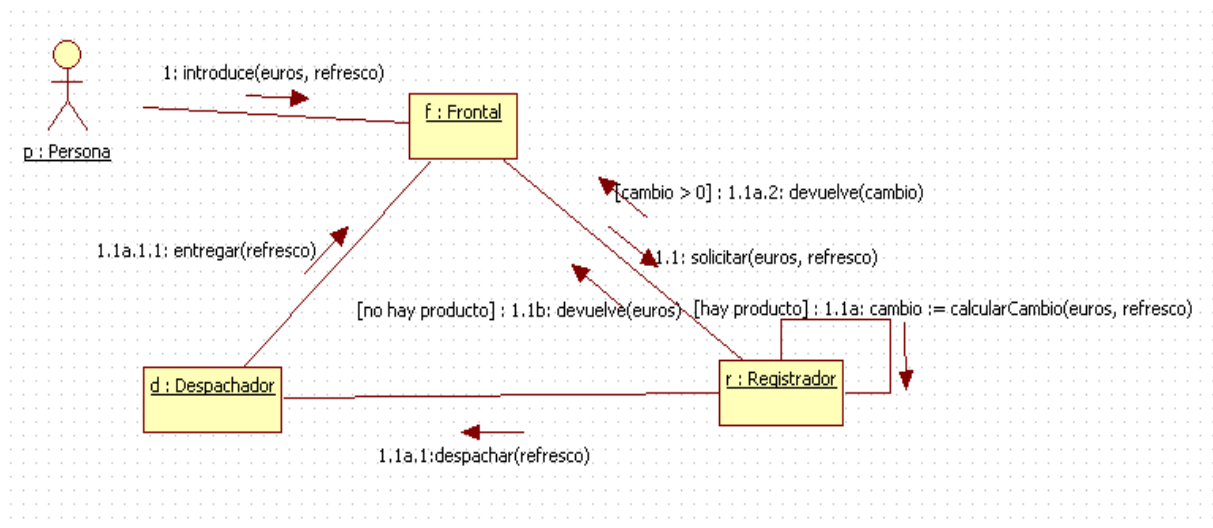 1: introduce(euros, refresco)
f : Frontal
p : Persona
[cambio > 0] : 1.1a.2: devuelve(cambio)
1.1a.1.1: entregar(refresco)
1.1: solicitar(euros, refresco)
[no hay producto] : 1.1b: devuelve(euros)
[hay producto] : 1.1a: cambio := calcularCambio(euros, refresco)
d : Despachador
r : Registrador
1.1a.1:despachar(refresco)